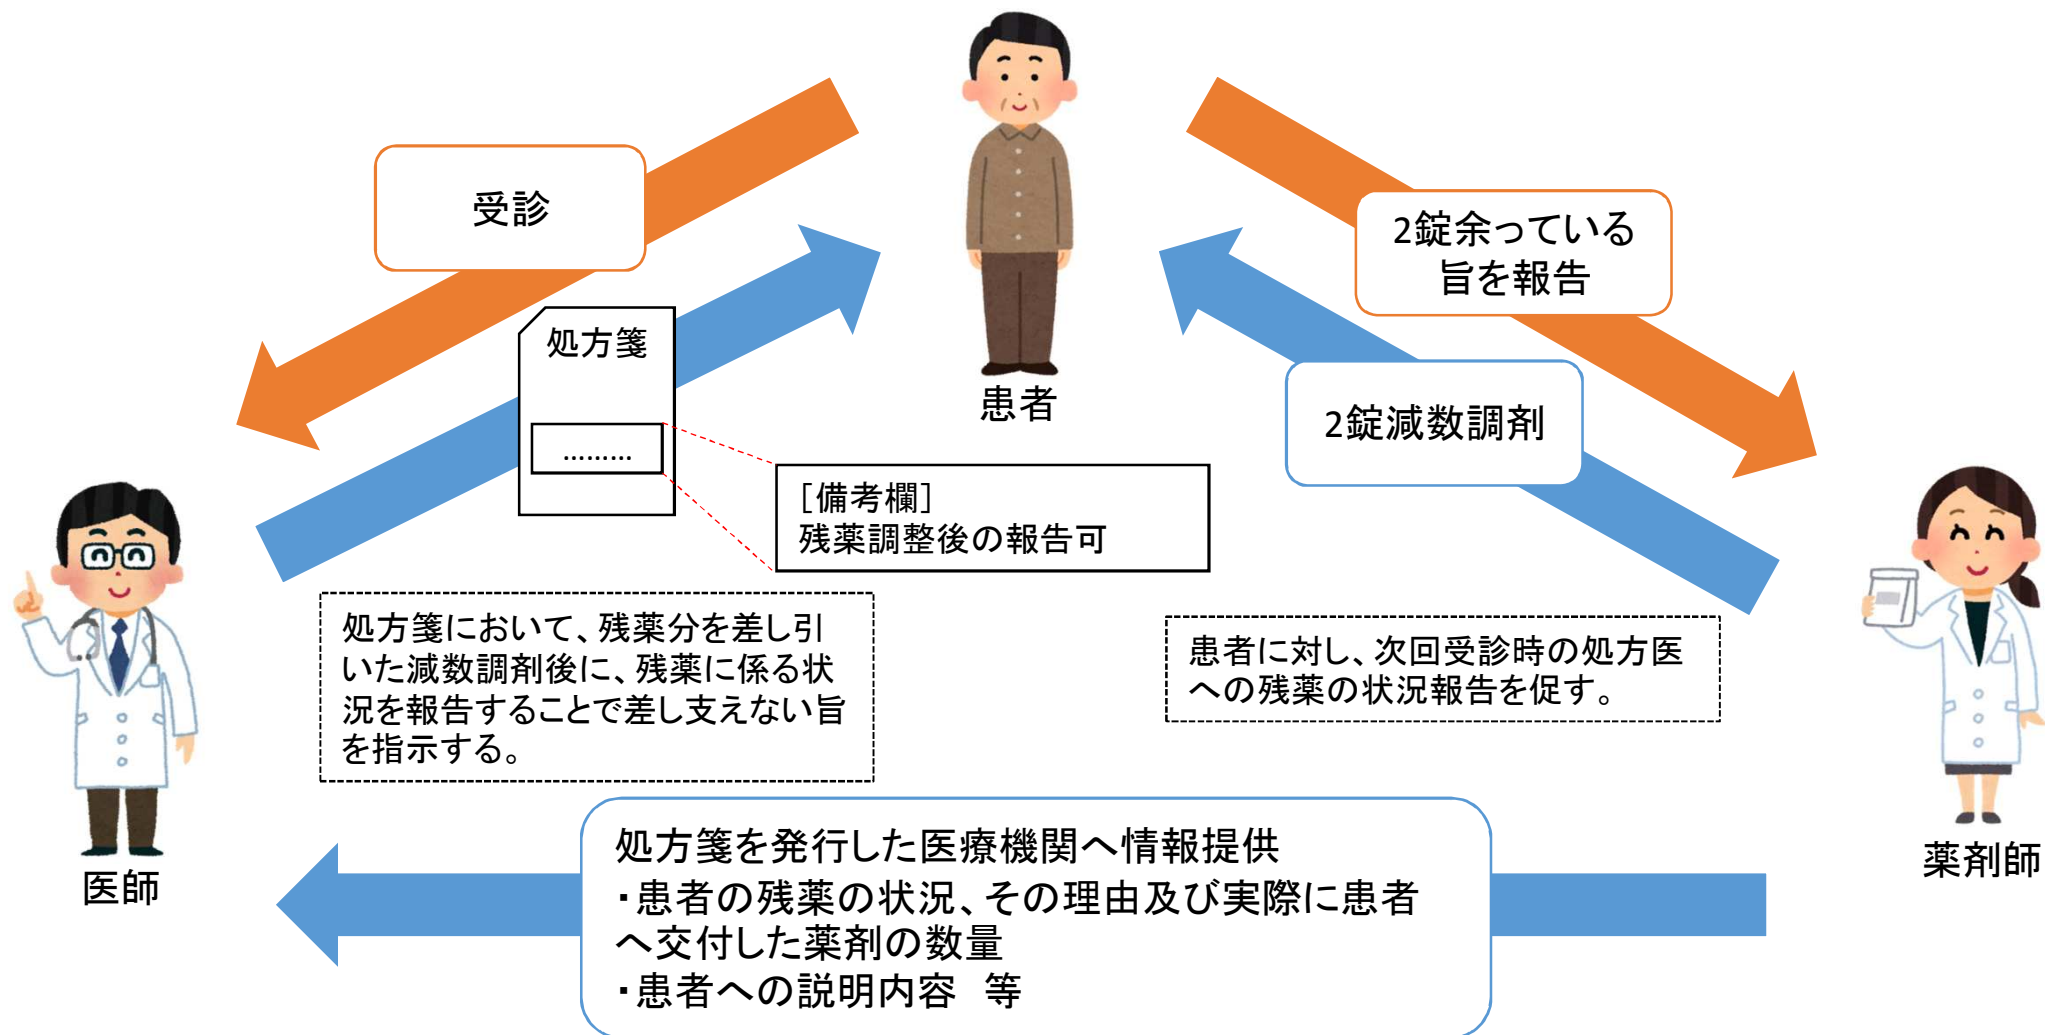 受診
2錠余っている
旨を報告
処方箋
………
患者
2錠減数調剤
［備考欄］
残薬調整後の報告可
処方箋において、残薬分を差し引
いた減数調剤後に、残薬に係る状
況を報告することで差し支えない旨
を指示する。
患者に対し、次回受診時の処方医
への残薬の状況報告を促す。
医師
薬剤師
処方箋を発行した医療機関へ情報提供
・患者の残薬の状況、その理由及び実際に患者
へ交付した薬剤の数量
・患者への説明内容　等